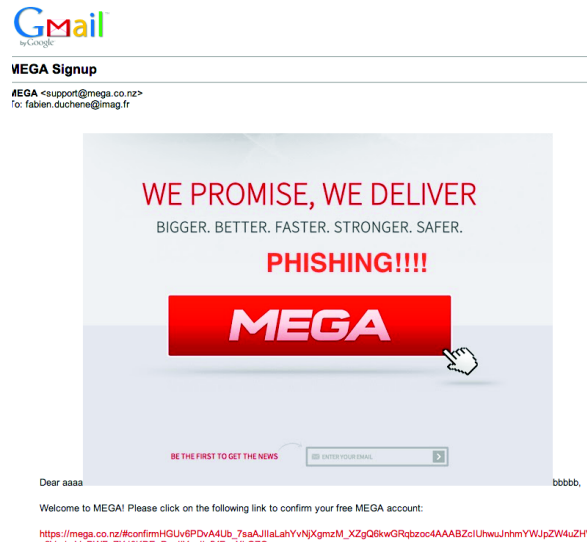 Gmail
by Google
MEGA Signup
MEGA <support@mega.co.nz>
To: fabien.duchene@imag.fr
WE PROMISE, WE DELIVER
BIGGER. BETTER. FASTER. STRONGER. SAFER.
PHISHING!!!!
MEGA
BE THE FIRST TO GET THE NEWS
ENTER YOUR EMAIL
Dear aaaa bbbbb,
Welcome to MEGA! Please click on the following link to confirm your free MEGA account:
https://mega.co.nz/#confirmHGUv6PDvA4Ub_7saAJIlaLahYvNjXgmzM_XZgQ6kwGRqbzoc4AAABZcIUhwuJnhmYWJpZW4uZH